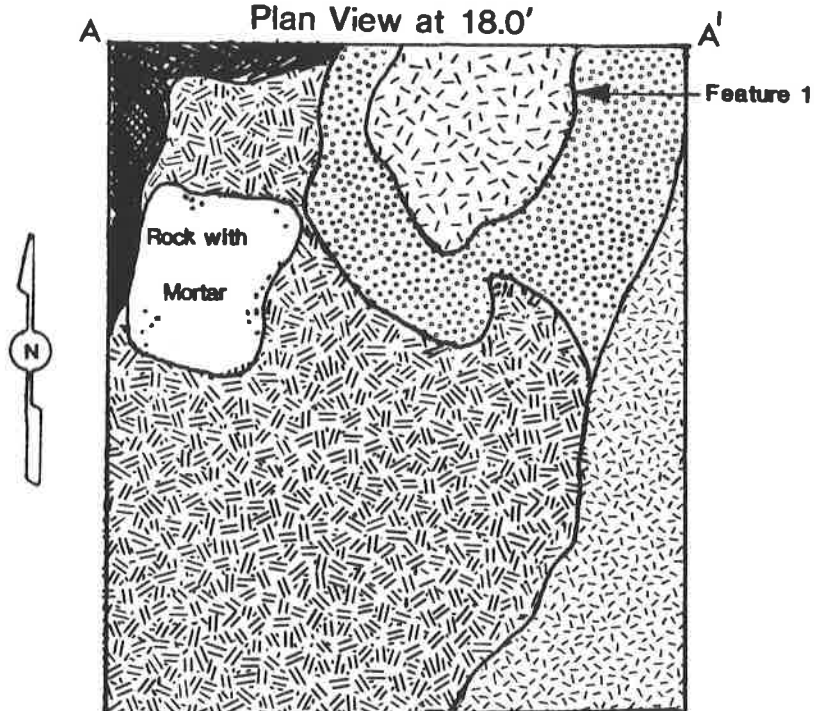 Plan View at 18.0'
A
A'
Feature 1
Rock with
Mortar
N